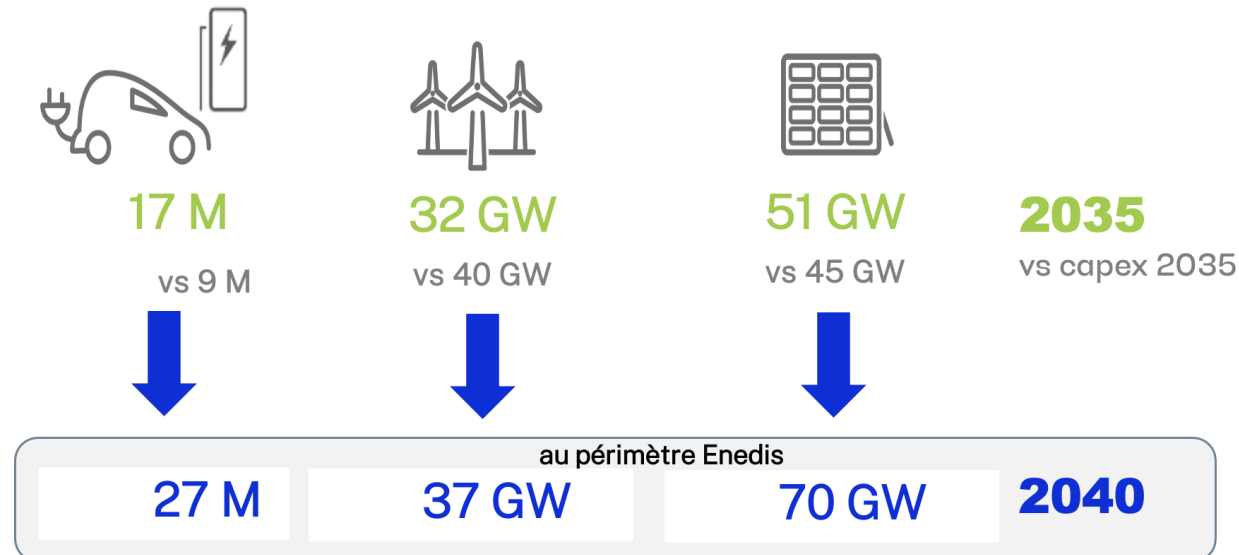 17 M 32 GW 51 GW 2035
vs 9 M vs 40 GW vs 45 GW vs capex 2035
au périmètre Enedis
27 M 37 GW 70 GW 2040